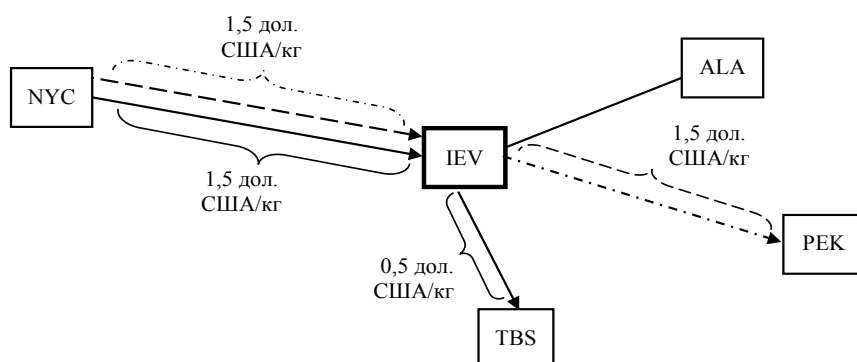 1,5 дол.
США/кг
NYC
ALA
1,5 дол.
США/кг
IEV
1,5 дол.
США/кг
PEK
0,5 дол.
США/кг
TBS